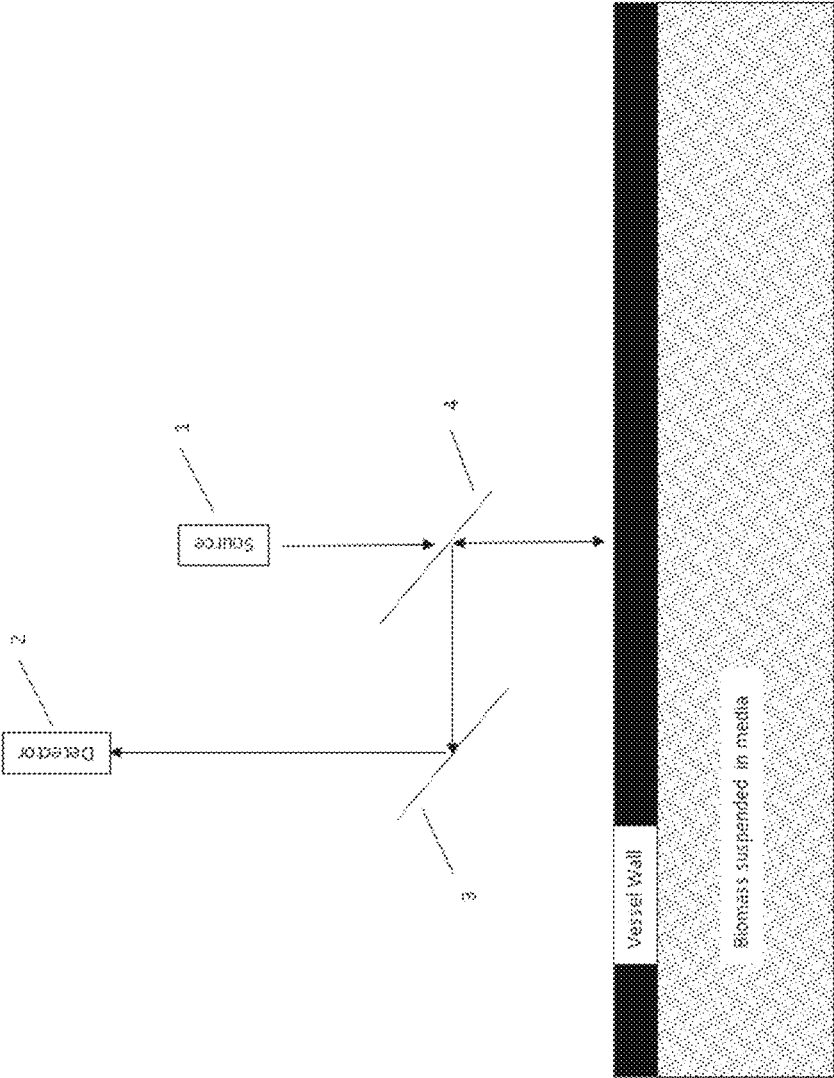 1
Source
2
Detector
3
4
Vessel Wall
Biomass suspended in media